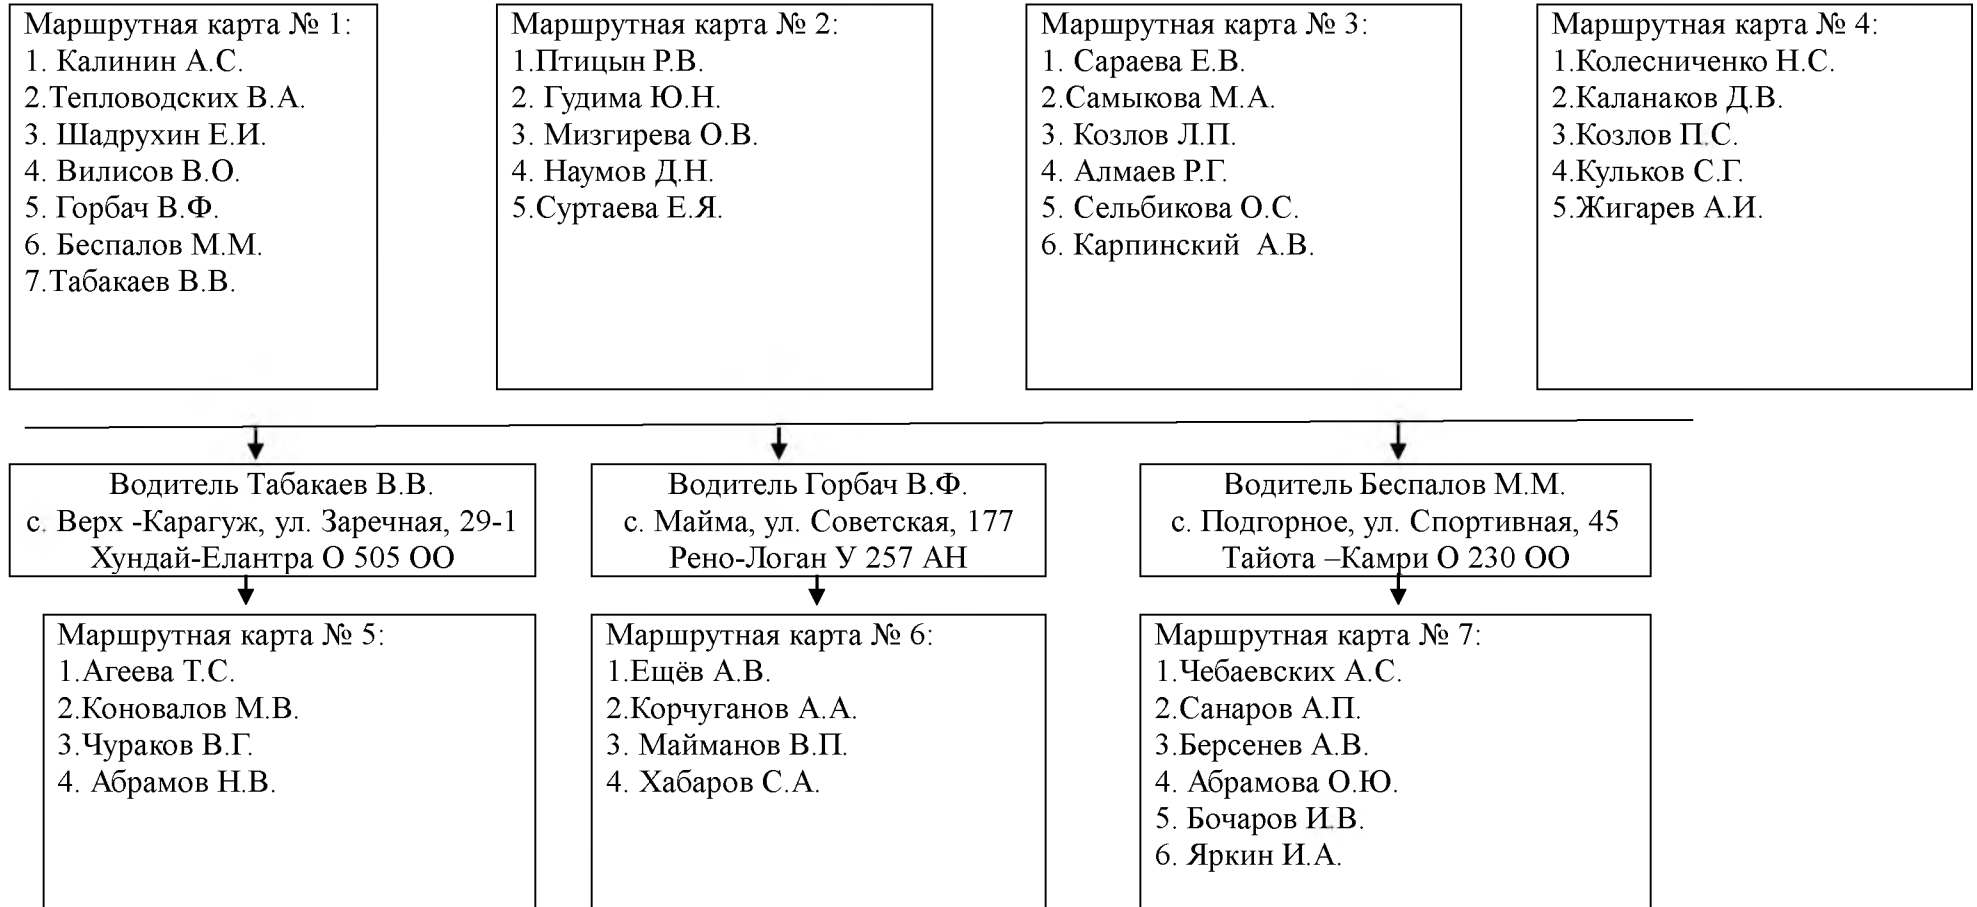 Маршрутная карта № 1:
1. Калинин А.С.
2.Тепловодских В.А.
3. Шадрухин Е.И.
4. Вилисов В.О.
5. Горбач В.Ф.
6. Беспалов М.М.
7.Табакаев В.В.
Маршрутная карта № 2:
1.Птицын Р.В.
2. Гудима Ю.Н.
3. Мизгирева О.В.
4. Наумов Д.Н.
5.Суртаева Е.Я.
Маршрутная карта № 3:
1. Сараева Е.В.
2.Самыкова М.А.
3. Козлов Л.П.
4. Алмаев Р.Г.
5. Сельбикова О.С.
6. Карпинский А.В.
Маршрутная карта № 4:
1.Колесниченко Н.С.
2.Каланаков Д.В.
3.Козлов П.С.
4.Кульков С.Г.
5.Жигарев А.И.
Водитель Табакаев В.В.
с. Верх -Карагуж, ул. Заречная, 29-1
Хундай-Елантра О 505 ОО
Водитель Горбач В.Ф.
с. Майма, ул. Советская, 177
Рено-Логан У 257 АН
Водитель Беспалов М.М.
с. Подгорное, ул. Спортивная, 45
Тайота –Камри О 230 ОО
Маршрутная карта № 5:
1.Агеева Т.С.
2.Коновалов М.В.
3.Чураков В.Г.
4. Абрамов Н.В.
Маршрутная карта № 6:
1.Ещёв А.В.
2.Корчуганов А.А.
3. Майманов В.П.
4. Хабаров С.А.
Маршрутная карта № 7:
1.Чебаевских А.С.
2.Санаров А.П.
3.Берсенев А.В.
4. Абрамова О.Ю.
5. Бочаров И.В.
6. Яркин И.А.